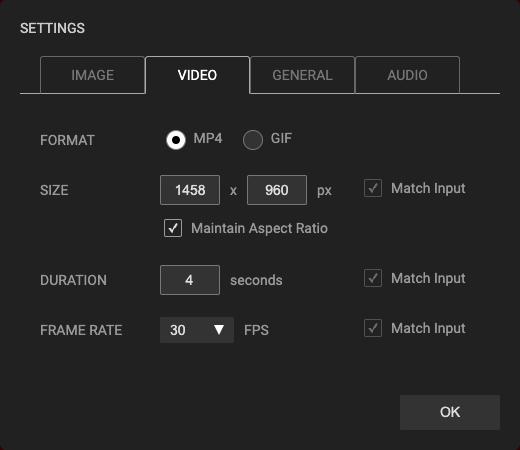 SETTINGS
IMAGE VIDEO GENERAL AUDIO
FORMAT MP4 GIF
SIZE 1458 x 960 px Match Input
Maintain Aspect Ratio
DURATION 4 seconds Match Input
FRAME RATE 30 FPS Match Input
OK